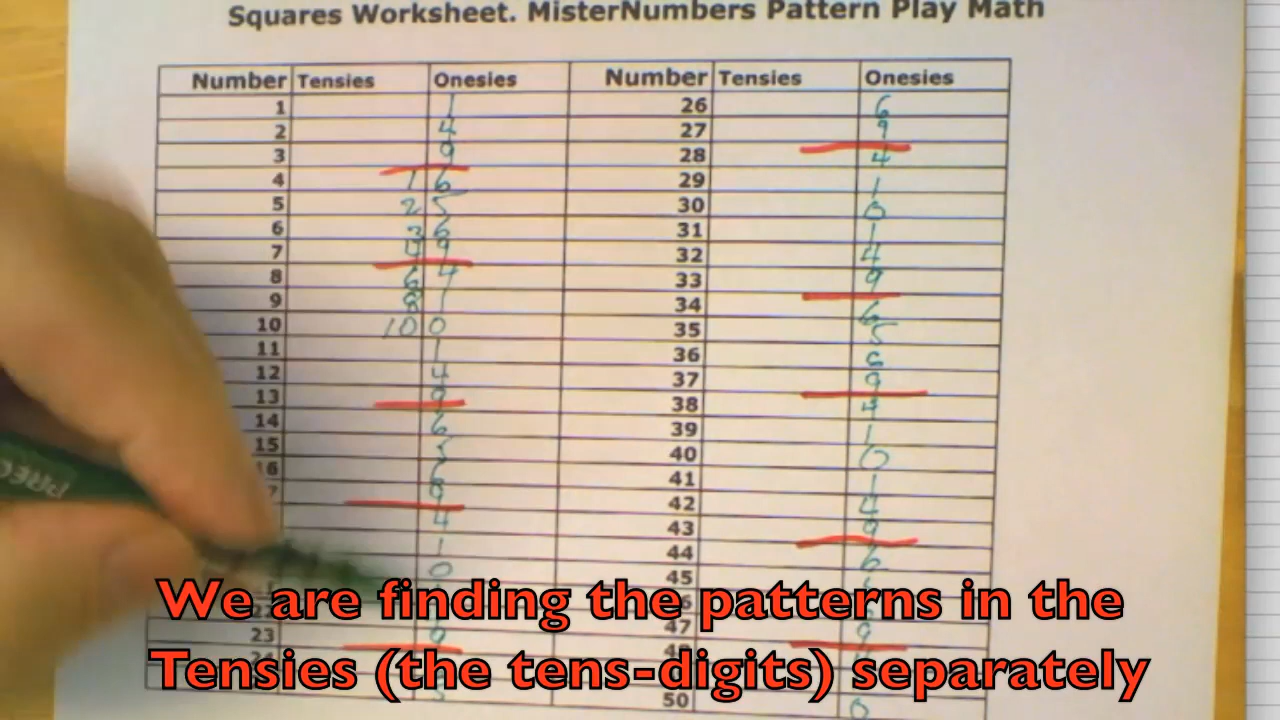 Squares Worksheet. MisterNumbers Pattern Play Math
Number Tensies Onesies Number Tensies Onesies
1 1 26 6
2 4 27 9
3 9 28 4
4 1 6 29 1
5 2 5 30 0
6 3 6 31 1
7 4 9 32 4
8 6 4 33 9
9 8 1 34 6
10 10 0 35 5
11 1 36 6
12 4 37 9
13 9 38 4
14 6 39 1
15 5 40 0
16 6 41 1
9 42 4
4 43 9
1 44 6
0 45
We are finding the patterns in the
23 9 47 9
Tensies (the tens-digits) separately
50 0
PREC